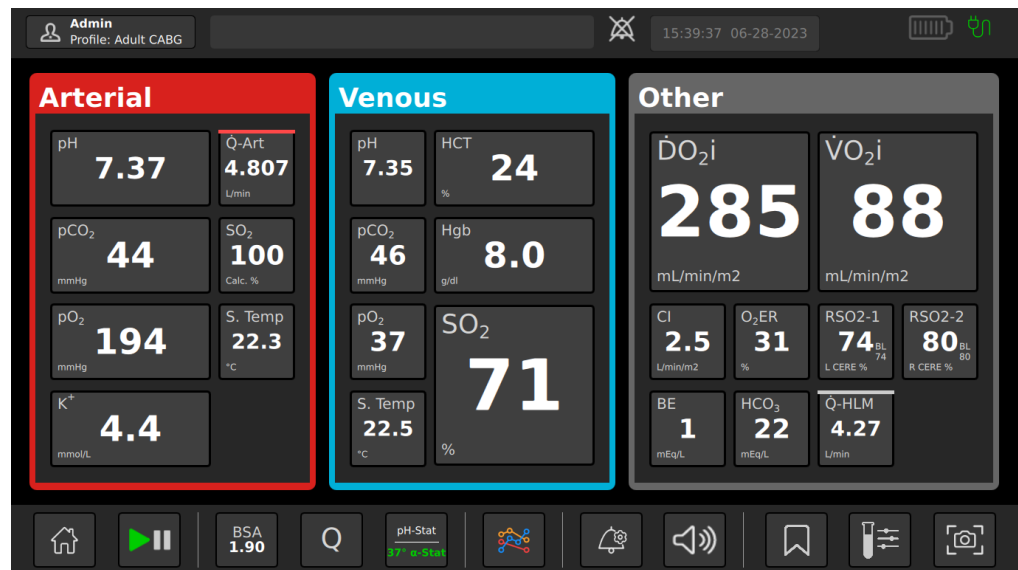 Admin
Profile: Adult CABG
15:39:37 06-28-2023
Arterial
pH
7.37
Q̇-Art
4.807
L/min
pCO₂
44
mmHg
SO₂
100
Calc. %
pO₂
194
mmHg
S. Temp
22.3
°C
K⁺
4.4
mmol/L
Venous
pH
7.35
HCT
24
%
pCO₂
46
mmHg
Hgb
8.0
g/dl
pO₂
37
mmHg
SO₂
71
%
S. Temp
22.5
°C
Other
ḊO₂i
285
mL/min/m2
V̇O₂i
88
mL/min/m2
CI
2.5
L/min/m2
O₂ER
31
%
RSO2-1
74 BL
74
L CERE %
RSO2-2
80 BL
80
R CERE %
BE
1
mEq/L
HCO₃
22
mEq/L
Q̇-HLM
4.27
L/min
BSA
1.90
Q
pH-Stat
37° α-Stat